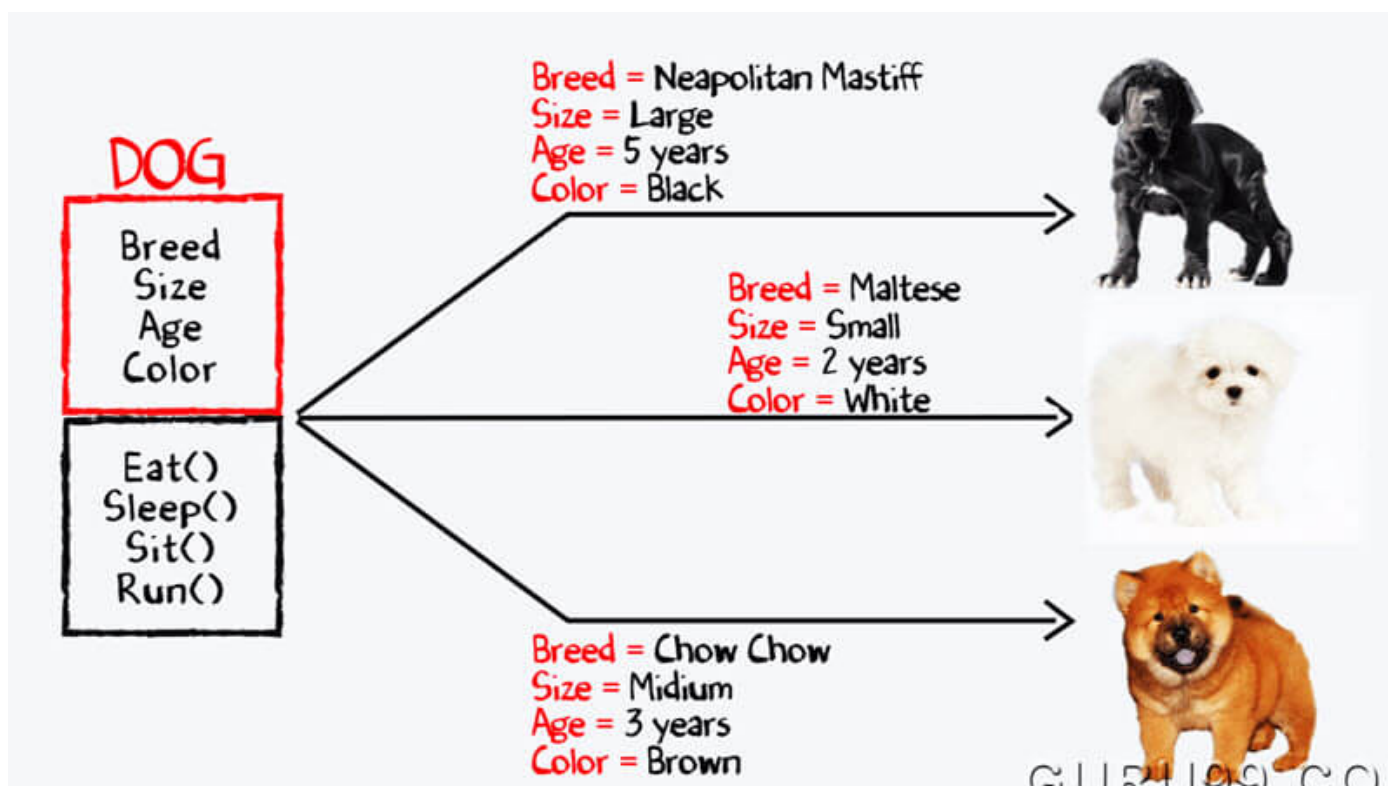 DOG
Breed
Size
Age
Color
Eat()
Sleep()
Sit()
Run()
Breed = Neapolitan Mastiff
Size = Large
Age = 5 years
Color = Black
Breed = Maltese
Size = Small
Age = 2 years
Color = White
Breed = Chow Chow
Size = Midium
Age = 3 years
Color = Brown